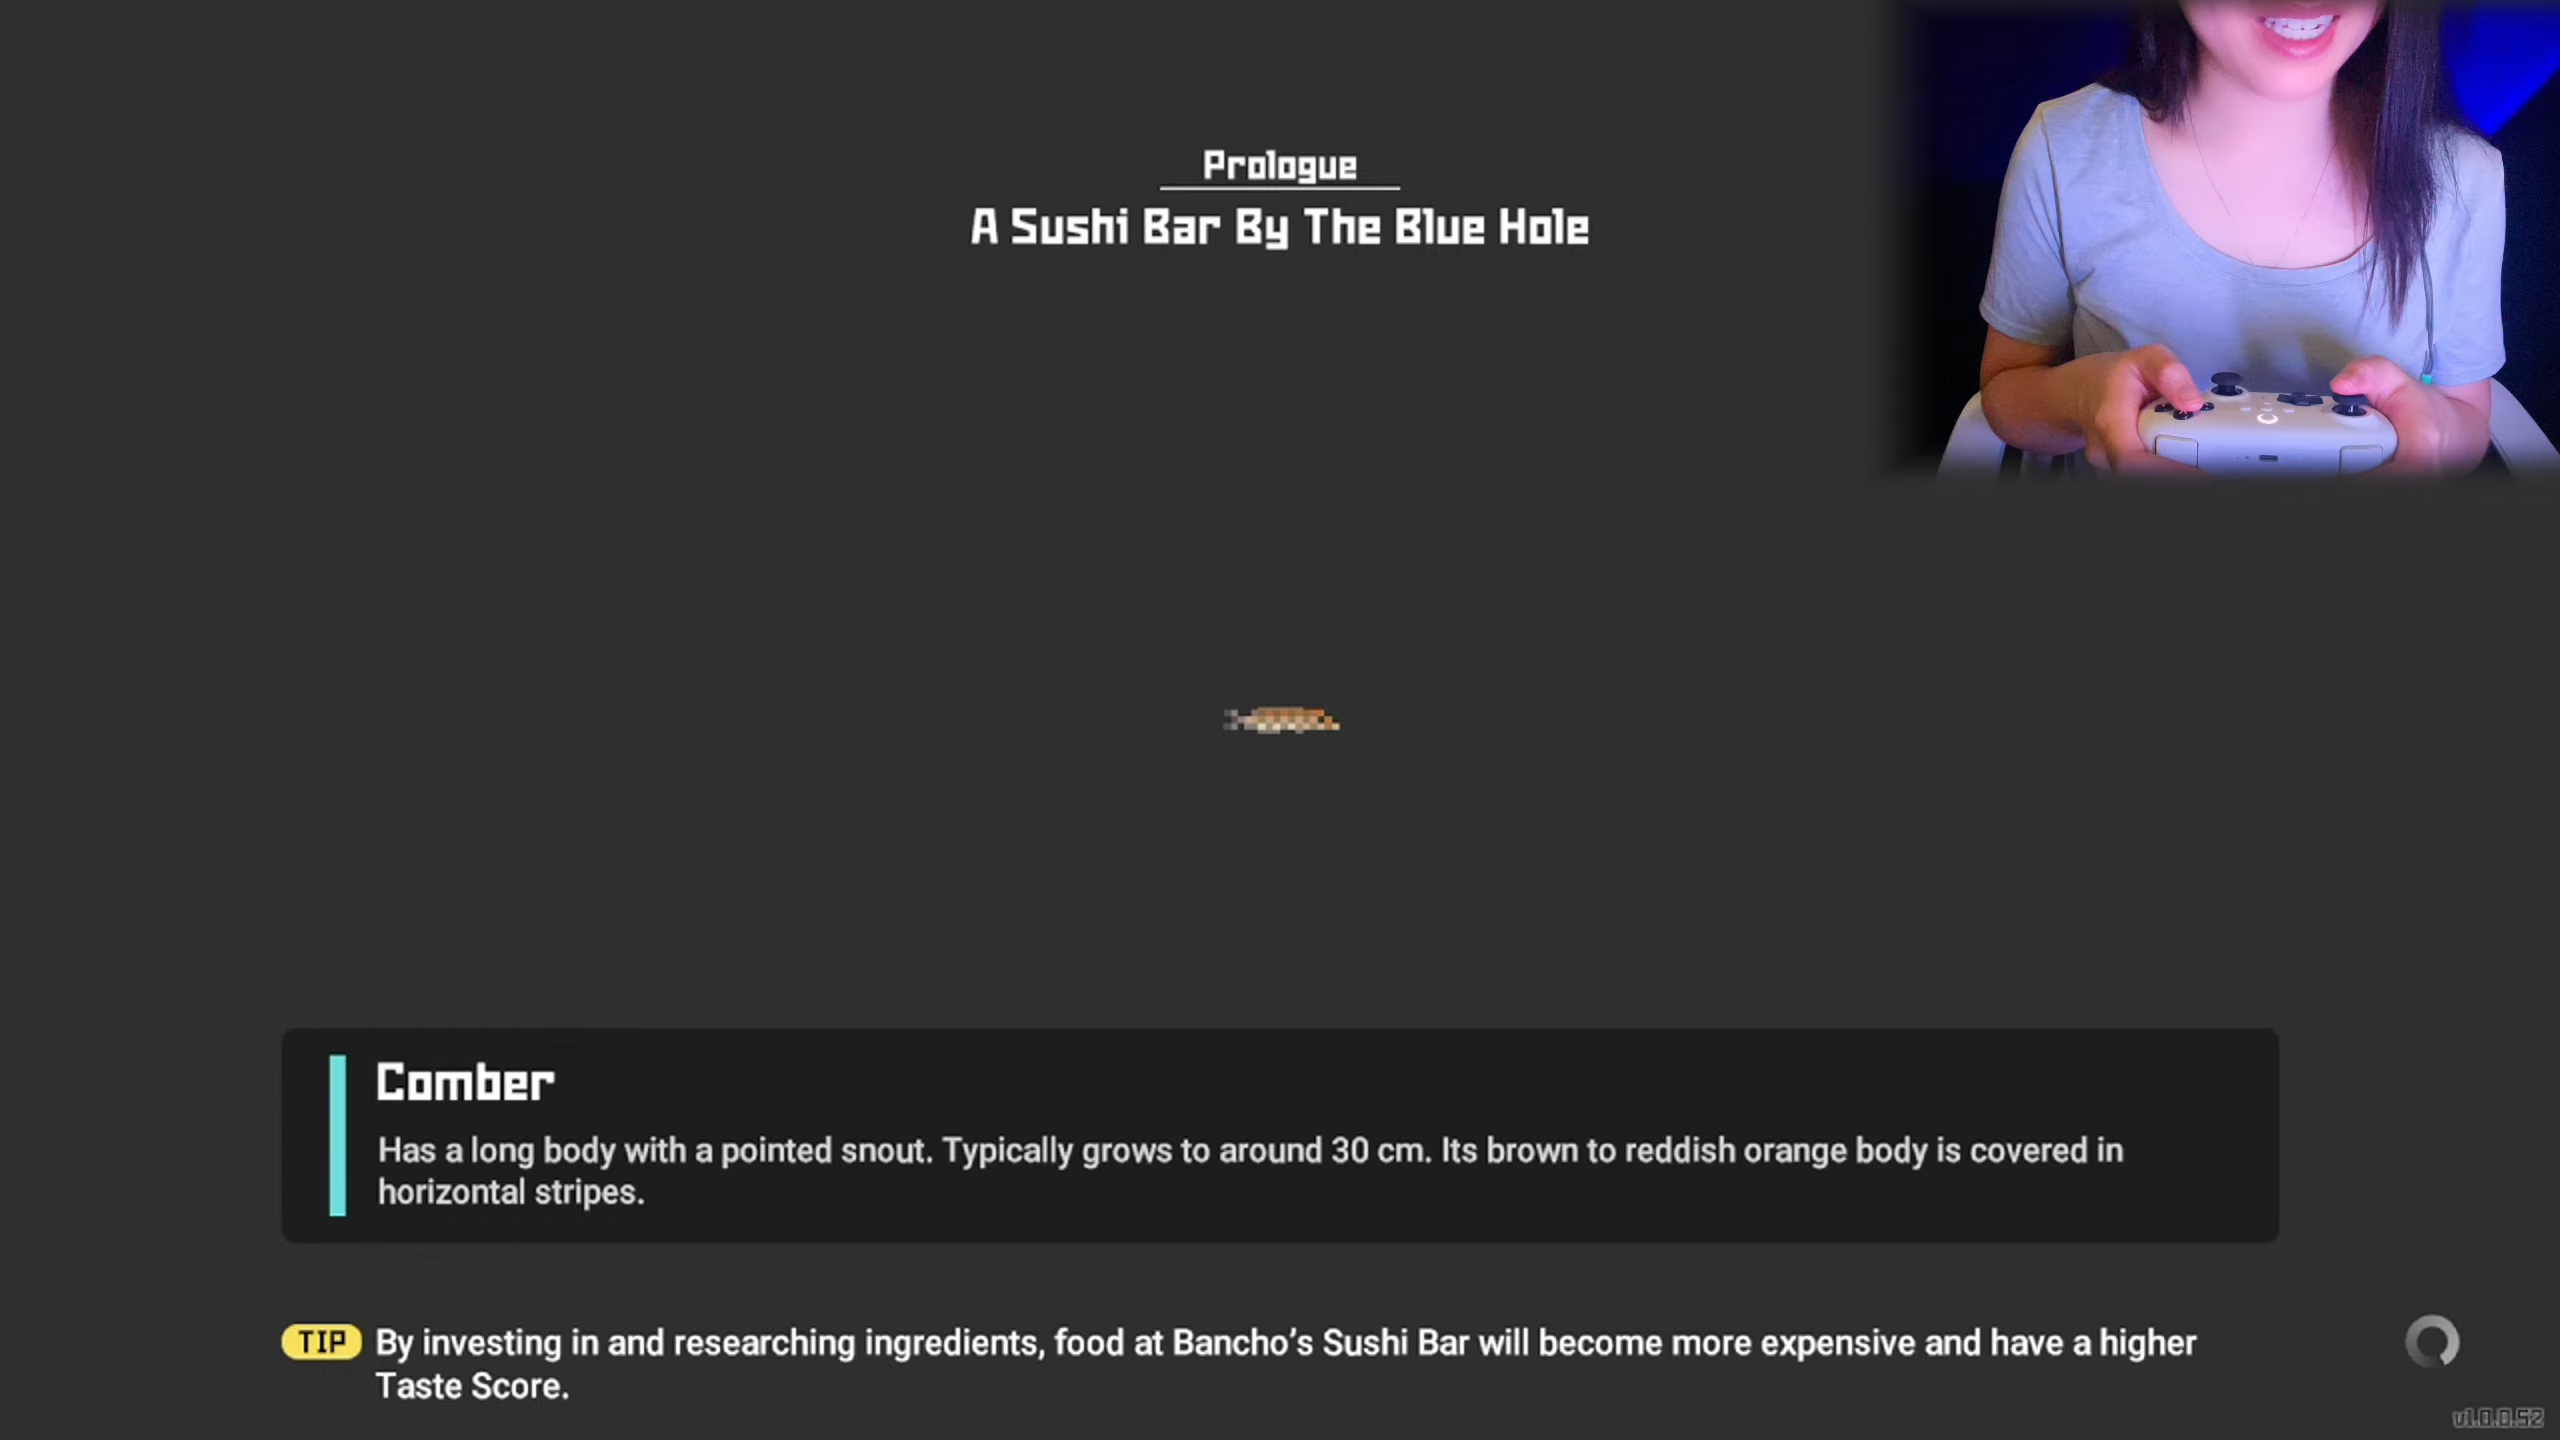 Prologue
A Sushi Bar By The Blue Hole
Comber
Has a long body with a pointed snout. Typically grows to around 30 cm. Its brown to reddish orange body is covered in
horizontal stripes.
TIP By investing in and researching ingredients, food at Bancho’s Sushi Bar will become more expensive and have a higher
Taste Score.
v1.0.0.52